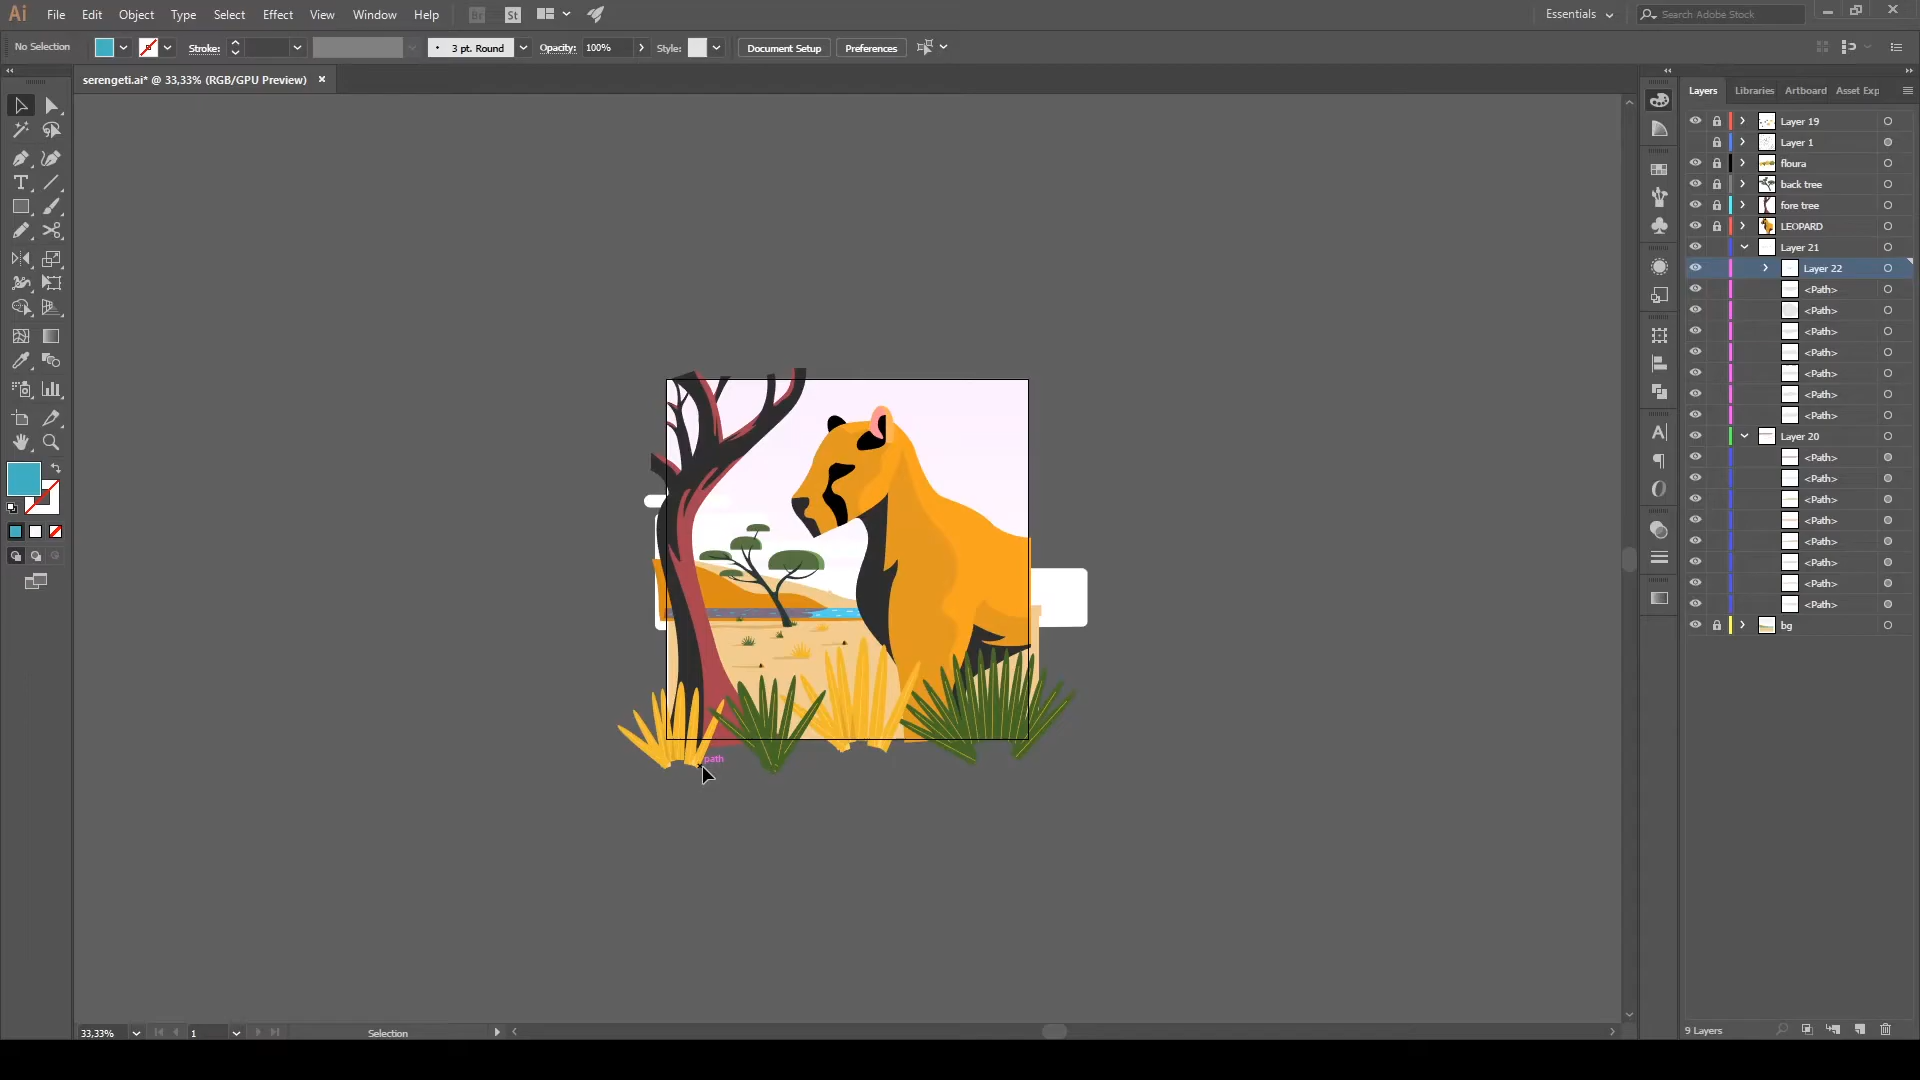 Ai File Edit Object Type Select Effect View Window Help Br St Essentials Search Adobe Stock
No Selection Stroke: 3 pt. Round Opacity: 100% Style: Document Setup Preferences
serengeti.ai* @ 33,33% (RGB/GPU Preview) ×
Layers Libraries Artboard Asset Exp
Layer 19
Layer 1
floura
back tree
fore tree
LEOPARD
Layer 21
Layer 22
<Path>
<Path>
<Path>
<Path>
<Path>
<Path>
<Path>
Layer 20
<Path>
<Path>
<Path>
<Path>
<Path>
<Path>
<Path>
<Path>
bg
path
33,33% 1 Selection
9 Layers